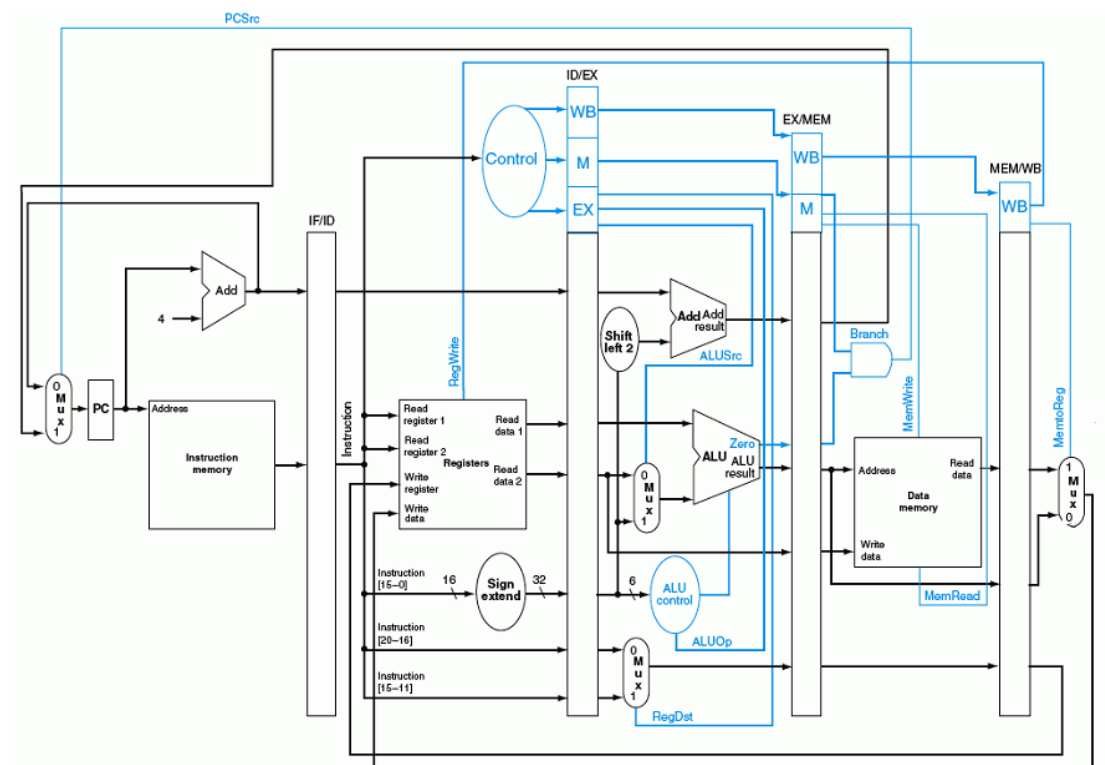 PCSrc
ID/EX
WB
EX/MEM
Control
M
WB
MEM/WB
EX
M
WB
IF/ID
Add
4
Add
Add
result
Shift
left 2
Branch
ALUSrc
RegWrite
MemWrite
MemtoReg
0
M
u
x
1
PC
Address
Instruction
memory
Instruction
Read
register 1
Read
data 1
Read
register 2
Registers
Read
data 2
Write
register
Write
data
0
M
u
x
1
Zero
ALU
ALU
result
Address
Read
data
Data
memory
Write
data
1
M
u
x
0
Instruction
[15–0]
16
Sign
extend
32
6
ALU
control
MemRead
Instruction
[20–16]
ALUOp
0
M
u
x
1
Instruction
[15–11]
RegDst